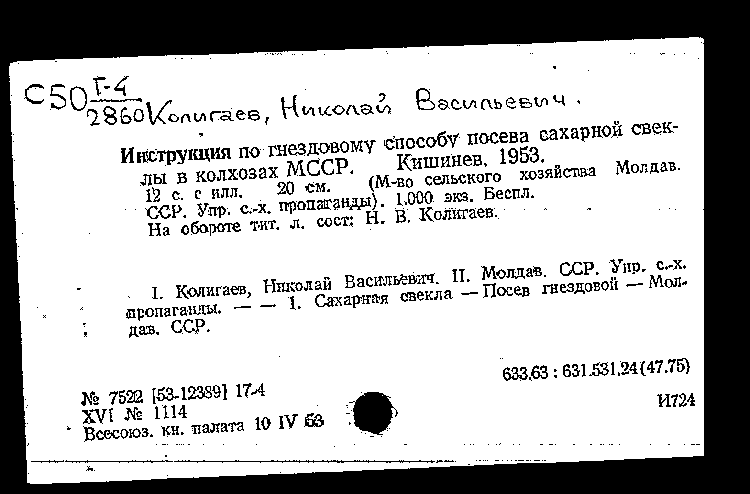 С50 Г-4
2860 Колигаев, Николай Васильевич.
Инструкция по гнездовому способу посева сахарной свек-
лы в колхозах МССР. Кишинев, 1953.
12 с. с илл. 20 см. (М-во сельского хозяйства Молдав.
ССР. Упр. с.-х. пропаганды). 1.000 экз. Беспл.
На обороте тит. л. сост: Н. В. Колигаев.
I. Колигаев, Николай Васильевич. II. Молдав. ССР. Упр. с.-х.
пропаганды. — — 1. Сахарная свекла — Посев гнездовой — Мол-
дав. ССР.
633.63 : 631.531.24(47.75)
№ 7522 [53-12389] 17-4
XVI № 1114
И724
Всесоюз. кн. палата 10 IV 53